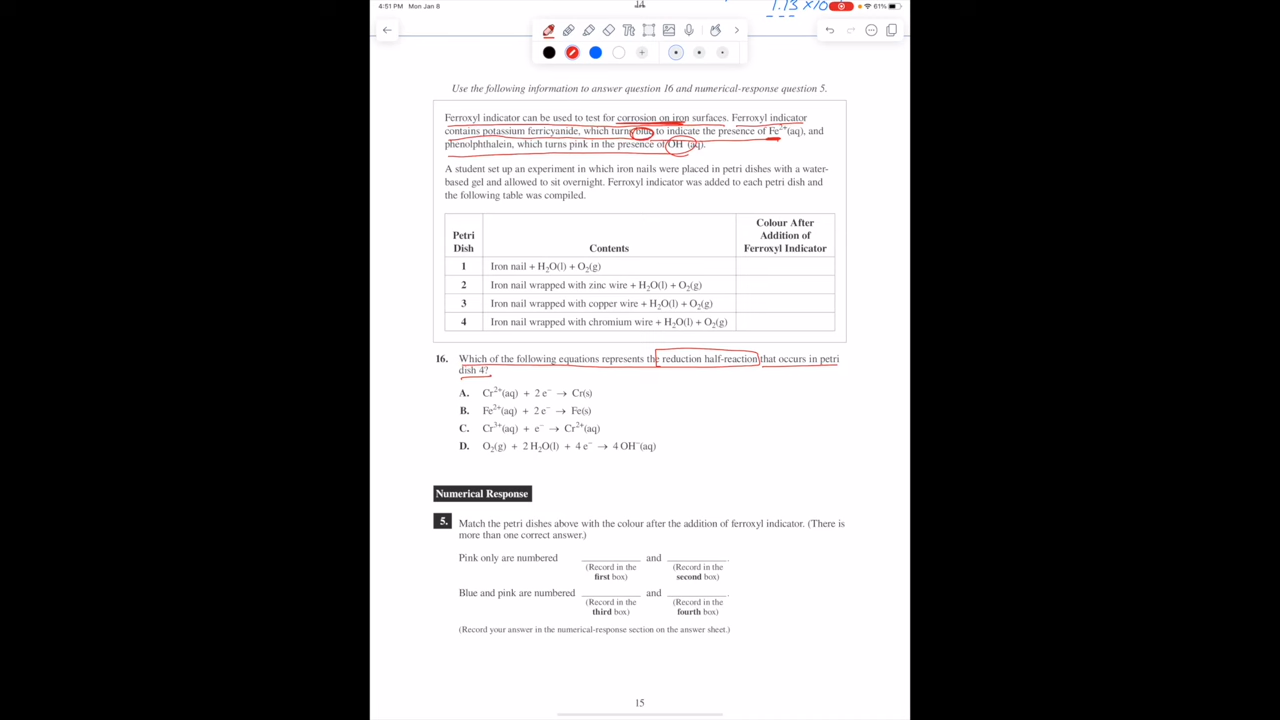 4:51 PM Mon Jan 8
14
1.13 x10
61%
Use the following information to answer question 16 and numerical-response question 5.
Ferroxyl indicator can be used to test for corrosion on iron surfaces. Ferroxyl indicator
contains potassium ferricyanide, which turns blue to indicate the presence of Fe²⁺(aq), and
phenolphthalein, which turns pink in the presence of OH⁻(aq).
A student set up an experiment in which iron nails were placed in petri dishes with a water-
based gel and allowed to sit overnight. Ferroxyl indicator was added to each petri dish and
the following table was compiled.
Petri Dish Contents Colour After Addition of Ferroxyl Indicator
1 Iron nail + H₂O(l) + O₂(g)
2 Iron nail wrapped with zinc wire + H₂O(l) + O₂(g)
3 Iron nail wrapped with copper wire + H₂O(l) + O₂(g)
4 Iron nail wrapped with chromium wire + H₂O(l) + O₂(g)
16. Which of the following equations represents the reduction half-reaction that occurs in petri
dish 4?
A. Cr²⁺(aq) + 2 e⁻ → Cr(s)
B. Fe²⁺(aq) + 2 e⁻ → Fe(s)
C. Cr³⁺(aq) + e⁻ → Cr²⁺(aq)
D. O₂(g) + 2 H₂O(l) + 4 e⁻ → 4 OH⁻(aq)
Numerical Response
5. Match the petri dishes above with the colour after the addition of ferroxyl indicator. (There is
more than one correct answer.)
Pink only are numbered ________ and ________.
(Record in the first box) (Record in the second box)
Blue and pink are numbered ________ and ________.
(Record in the third box) (Record in the fourth box)
(Record your answer in the numerical-response section on the answer sheet.)
15